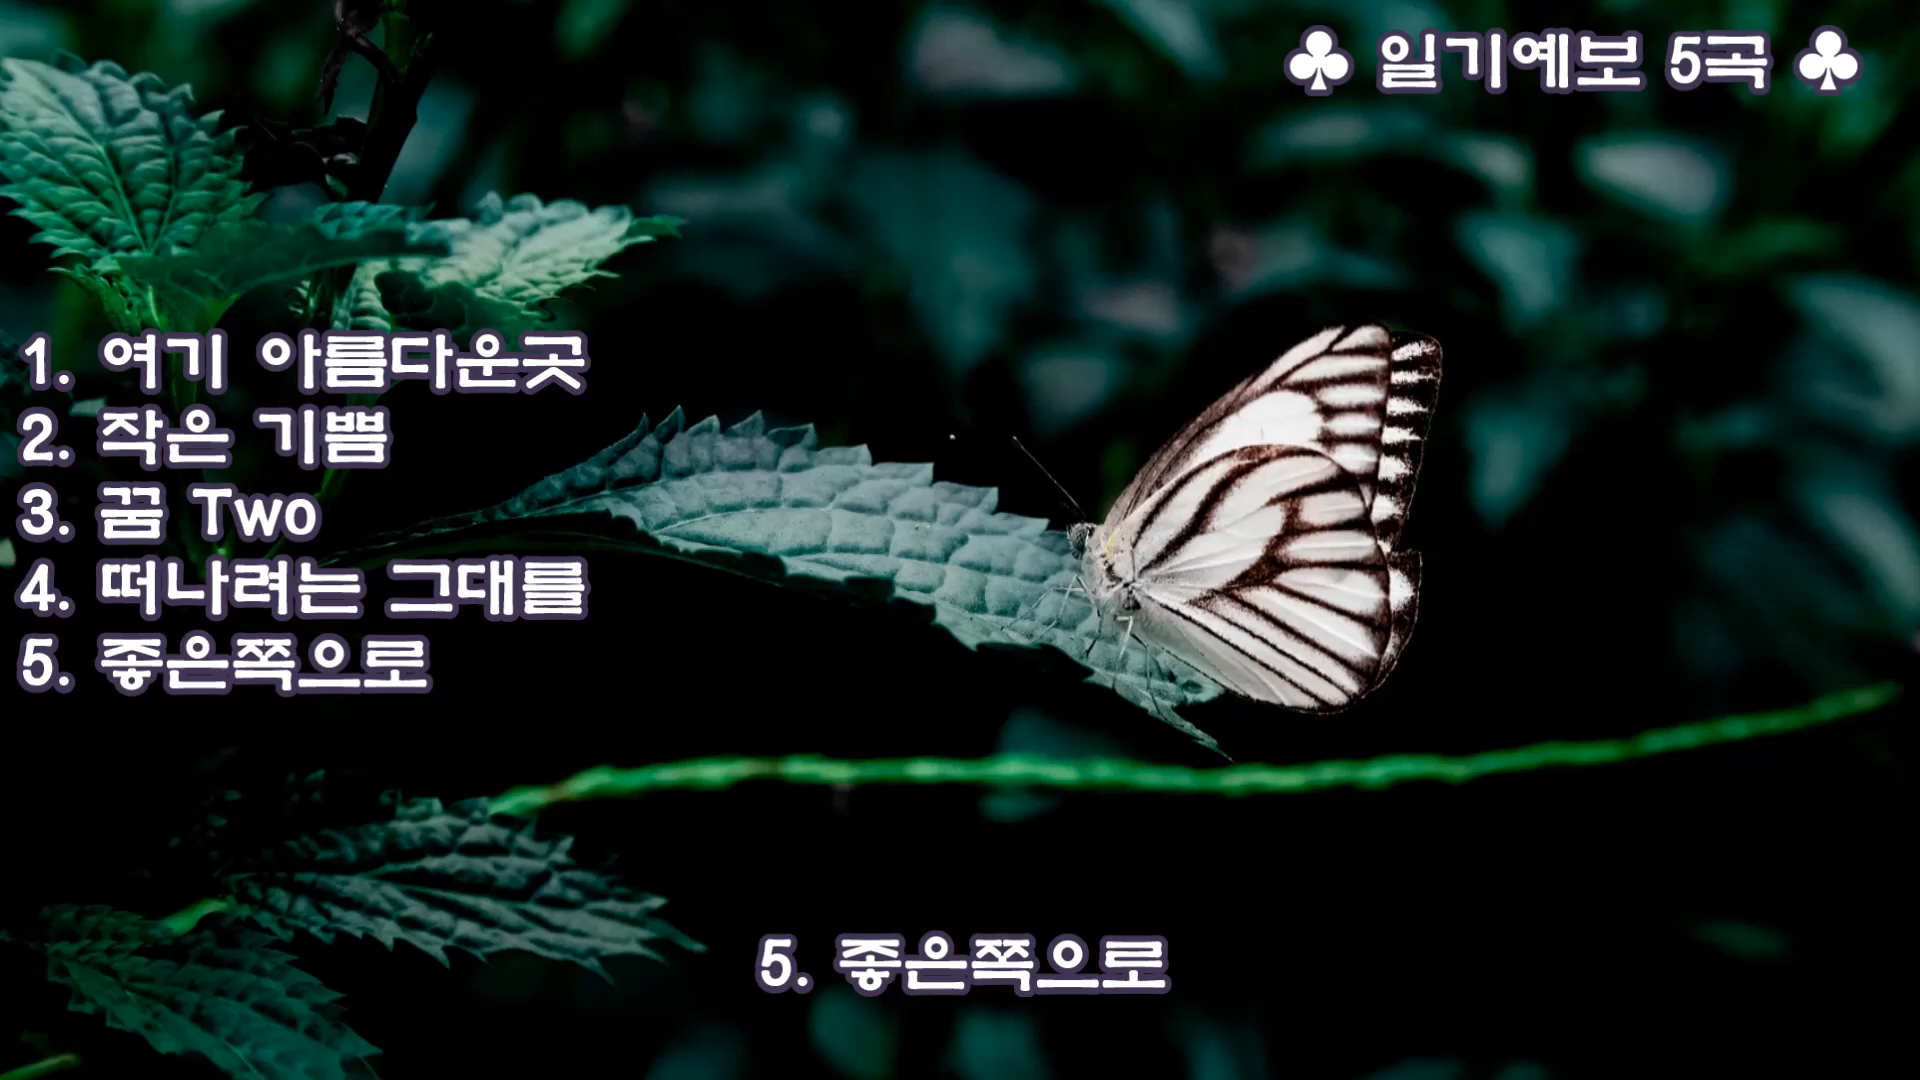 ♣ 일기예보 5곡 ♣
1. 여기 아름다운곳
2. 작은 기쁨
3. 꿈 Two
4. 떠나려는 그대를
5. 좋은쪽으로
5. 좋은쪽으로